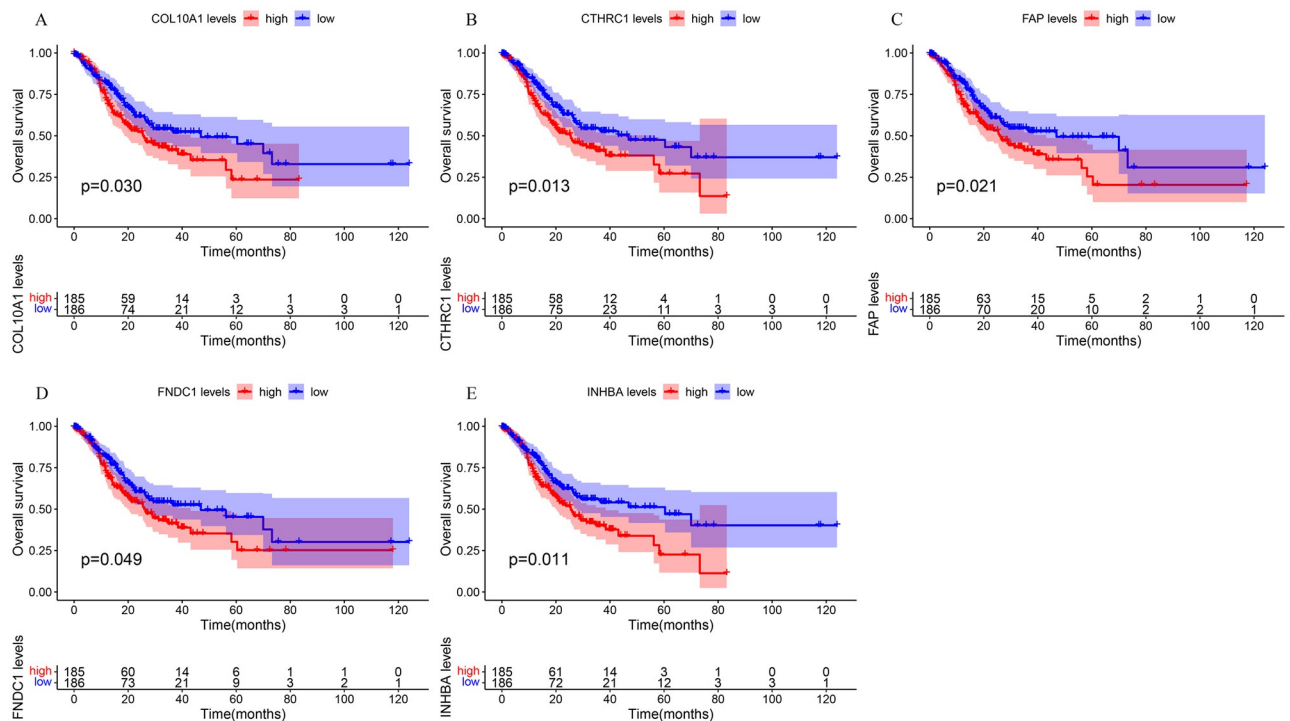 A
COL10A1 levels high low
1.00
0.75
0.50
0.25
0.00
Overall survival
p=0.030
0 20 40 60 80 100 120
Time(months)
COL10A1 levels
high 185 59 14 3 1 0 0
low 186 74 21 12 3 3 1
0 20 40 60 80 100 120
Time(months)
B
CTHRC1 levels high low
1.00
0.75
0.50
0.25
0.00
Overall survival
p=0.013
0 20 40 60 80 100 120
Time(months)
CTHRC1 levels
high 185 58 12 4 1 0 0
low 186 75 23 11 3 3 1
0 20 40 60 80 100 120
Time(months)
C
FAP levels high low
1.00
0.75
0.50
0.25
0.00
Overall survival
p=0.021
0 20 40 60 80 100 120
Time(months)
FAP levels
high 185 63 15 5 2 1 0
low 186 70 20 10 2 2 1
0 20 40 60 80 100 120
Time(months)
D
FNDC1 levels high low
1.00
0.75
0.50
0.25
0.00
Overall survival
p=0.049
0 20 40 60 80 100 120
Time(months)
FNDC1 levels
high 185 60 14 6 1 1 0
low 186 73 21 9 3 2 1
0 20 40 60 80 100 120
Time(months)
E
INHBA levels high low
1.00
0.75
0.50
0.25
0.00
Overall survival
p=0.011
0 20 40 60 80 100 120
Time(months)
INHBA levels
high 185 61 14 3 1 0 0
low 186 72 21 12 3 3 1
0 20 40 60 80 100 120
Time(months)